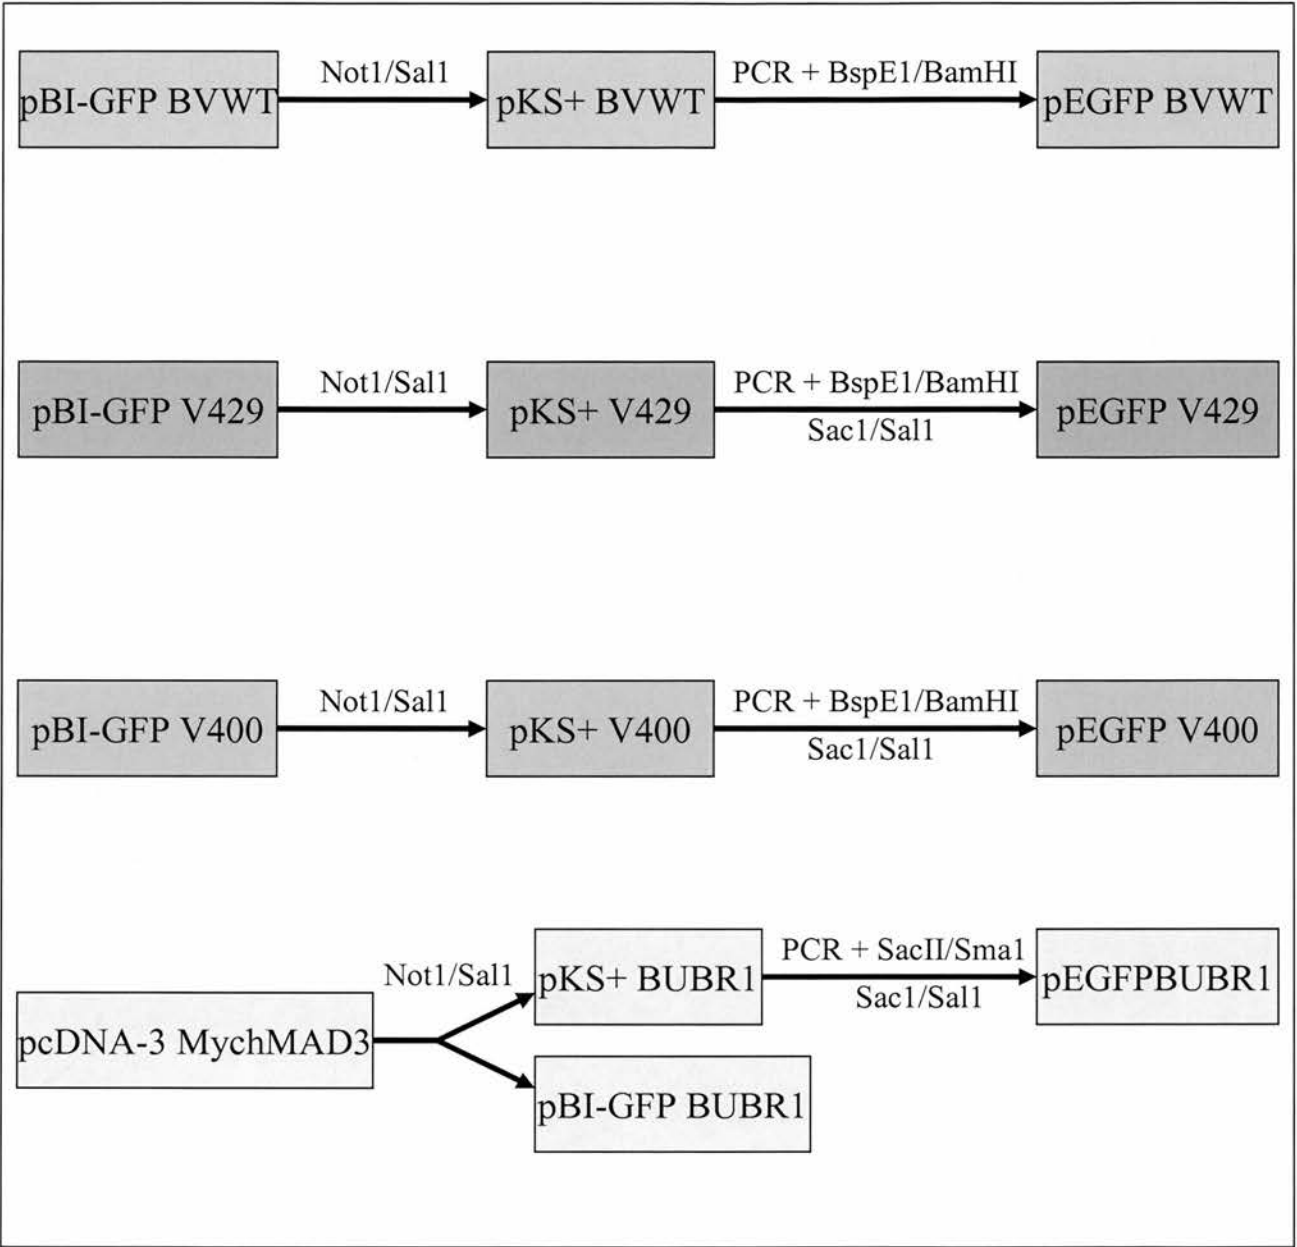 Not1/Sal1
PCR + BspE1/BamHI
pBI-GFP BVWT
pKS+ BVWT
pEGFP BVWT
Not1/Sal1
PCR + BspE1/BamHI
pBI-GFP V429
pKS+ V429
pEGFP V429
Sac1/Sal1
Not1/Sal1
PCR + BspE1/BamHI
pBI-GFP V400
pKS+ V400
pEGFP V400
Sac1/Sal1
PCR + SacII/Sma1
Not1/Sal1
pKS+ BUBR1
pEGFPBUBR1
Sac1/Sal1
pcDNA-3 MychMAD3
pBI-GFP BUBR1